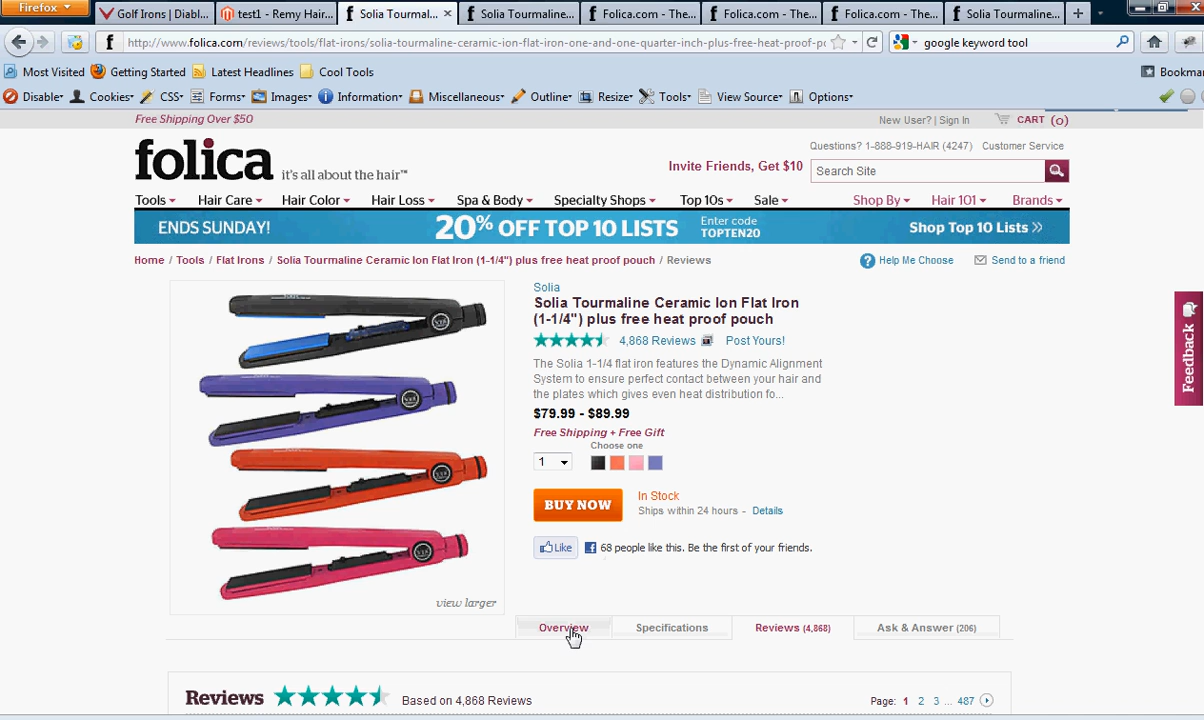 Firefox
Golf Irons | Diabl...
test1 - Remy Hair...
Solia Tourmal...
Solia Tourmaline...
Folica.com - The...
Folica.com - The...
Folica.com - The...
Solia Tourmaline...
http://www.folica.com/reviews/tools/flat-irons/solia-tourmaline-ceramic-ion-flat-iron-one-and-one-quarter-inch-plus-free-heat-proof-po
google keyword tool
Most Visited Getting Started Latest Headlines Cool Tools
Bookmar
Disable Cookies CSS Forms Images Information Miscellaneous Outline Resize Tools View Source Options
Free Shipping Over $50
New User? | Sign In CART (0)
Questions? 1-888-919-HAIR (4247) Customer Service
folica it's all about the hair™
Invite Friends, Get $10
Search Site
Tools Hair Care Hair Color Hair Loss Spa & Body Specialty Shops Top 10s Sale Shop By Hair 101 Brands
ENDS SUNDAY! 20% OFF TOP 10 LISTS Enter code TOPTEN20 Shop Top 10 Lists »
Home / Tools / Flat Irons / Solia Tourmaline Ceramic Ion Flat Iron (1-1/4") plus free heat proof pouch / Reviews
Help Me Choose Send to a friend
Solia
Solia Tourmaline Ceramic Ion Flat Iron
(1-1/4") plus free heat proof pouch
4,868 Reviews Post Yours!
The Solia 1-1/4 flat iron features the Dynamic Alignment
System to ensure perfect contact between your hair and
the plates which gives even heat distribution fo...
$79.99 - $89.99
Free Shipping + Free Gift
Choose one
1
BUY NOW
In Stock
Ships within 24 hours - Details
Like
68 people like this. Be the first of your friends.
view larger
Feedback
Overview Specifications Reviews (4,868) Ask & Answer (206)
Reviews Based on 4,868 Reviews
Page: 1 2 3 ... 487